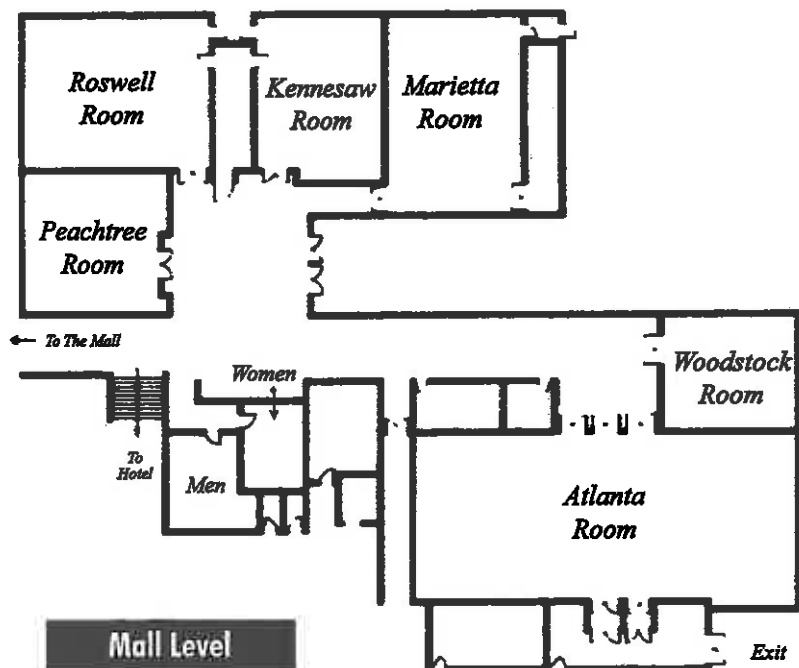 Roswell
Room
Kennesaw
Room
Marietta
Room
Peachtree
Room
← To The Mall
Women
Woodstock
Room
To
Hotel
Men
Atlanta
Room
Mall Level
Exit